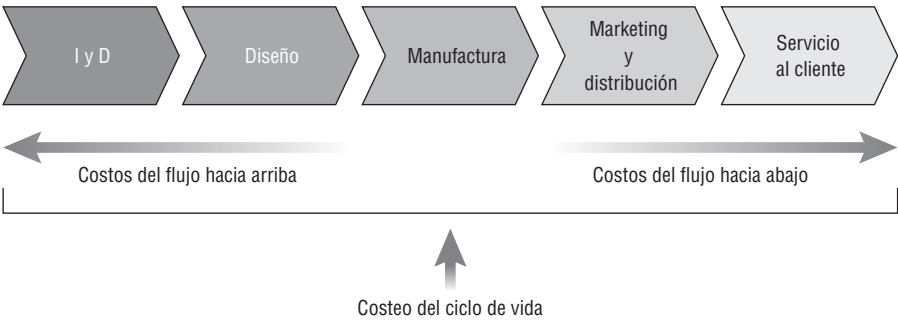 I y D
Diseño
Manufactura
Marketing
y
distribución
Servicio
al cliente
Costos del flujo hacia arriba
Costos del flujo hacia abajo
Costeo del ciclo de vida